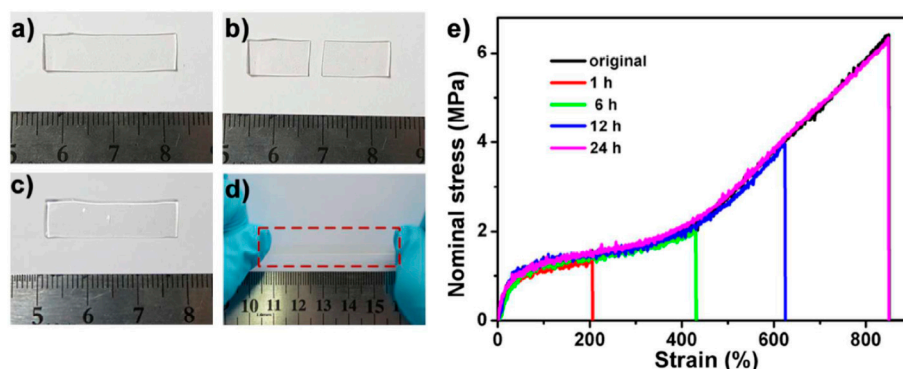 a)
5 6 7 8 9
b)
5 6 7 8 9
c)
5 6 7 8
d)
10 11 12 13 14 15
e)
original
1 h
6 h
12 h
24 h
Nominal stress (MPa)
6
4
2
0
0 200 400 600 800
Strain (%)